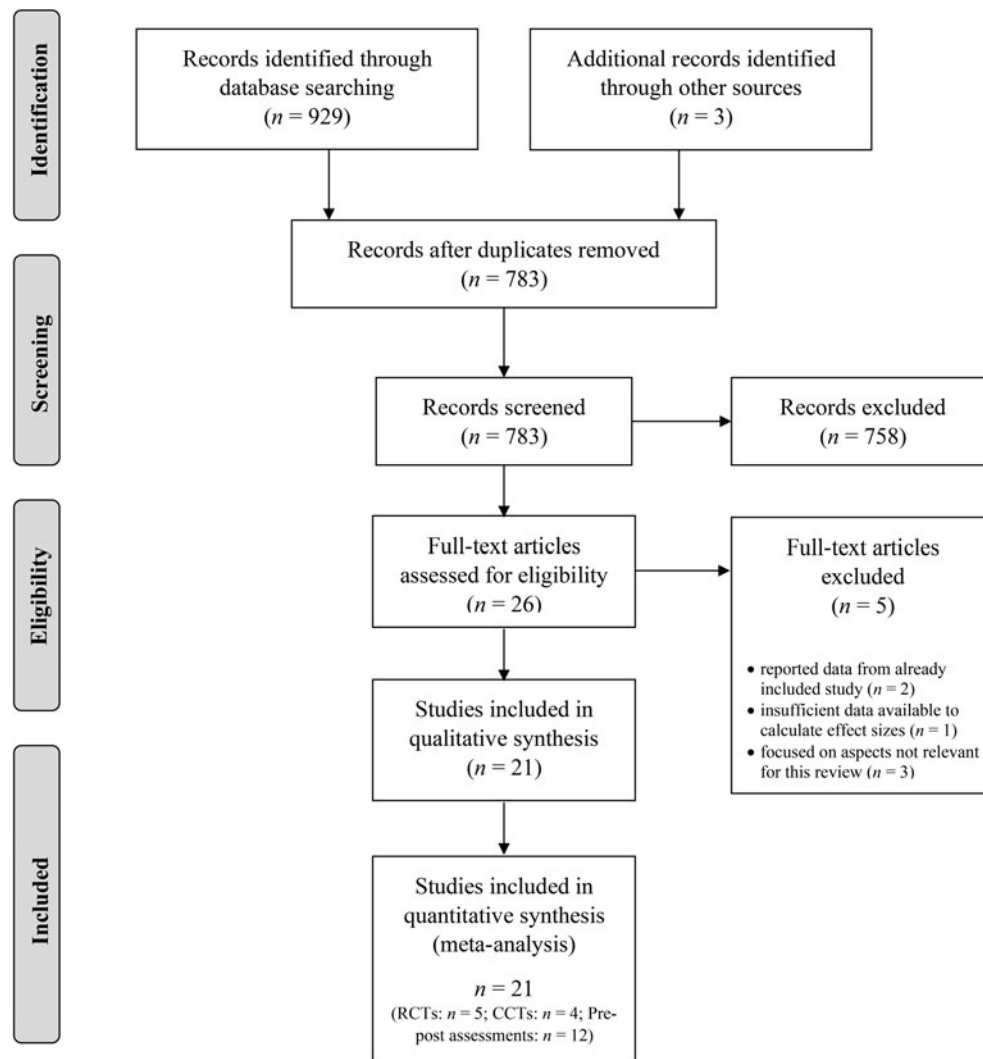 Identification
Records identified through
database searching
(n = 929)
Additional records identified
through other sources
(n = 3)
Records after duplicates removed
(n = 783)
Screening
Records screened
(n = 783)
Records excluded
(n = 758)
Eligibility
Full-text articles
assessed for eligibility
(n = 26)
Full-text articles
excluded
(n = 5)
• reported data from already
included study (n = 2)
• insufficient data available to
calculate effect sizes (n = 1)
• focused on aspects not relevant
for this review (n = 3)
Studies included in
qualitative synthesis
(n = 21)
Included
Studies included in
quantitative synthesis
(meta-analysis)
n = 21
(RCTs: n = 5; CCTs: n = 4; Pre-
post assessments: n = 12)